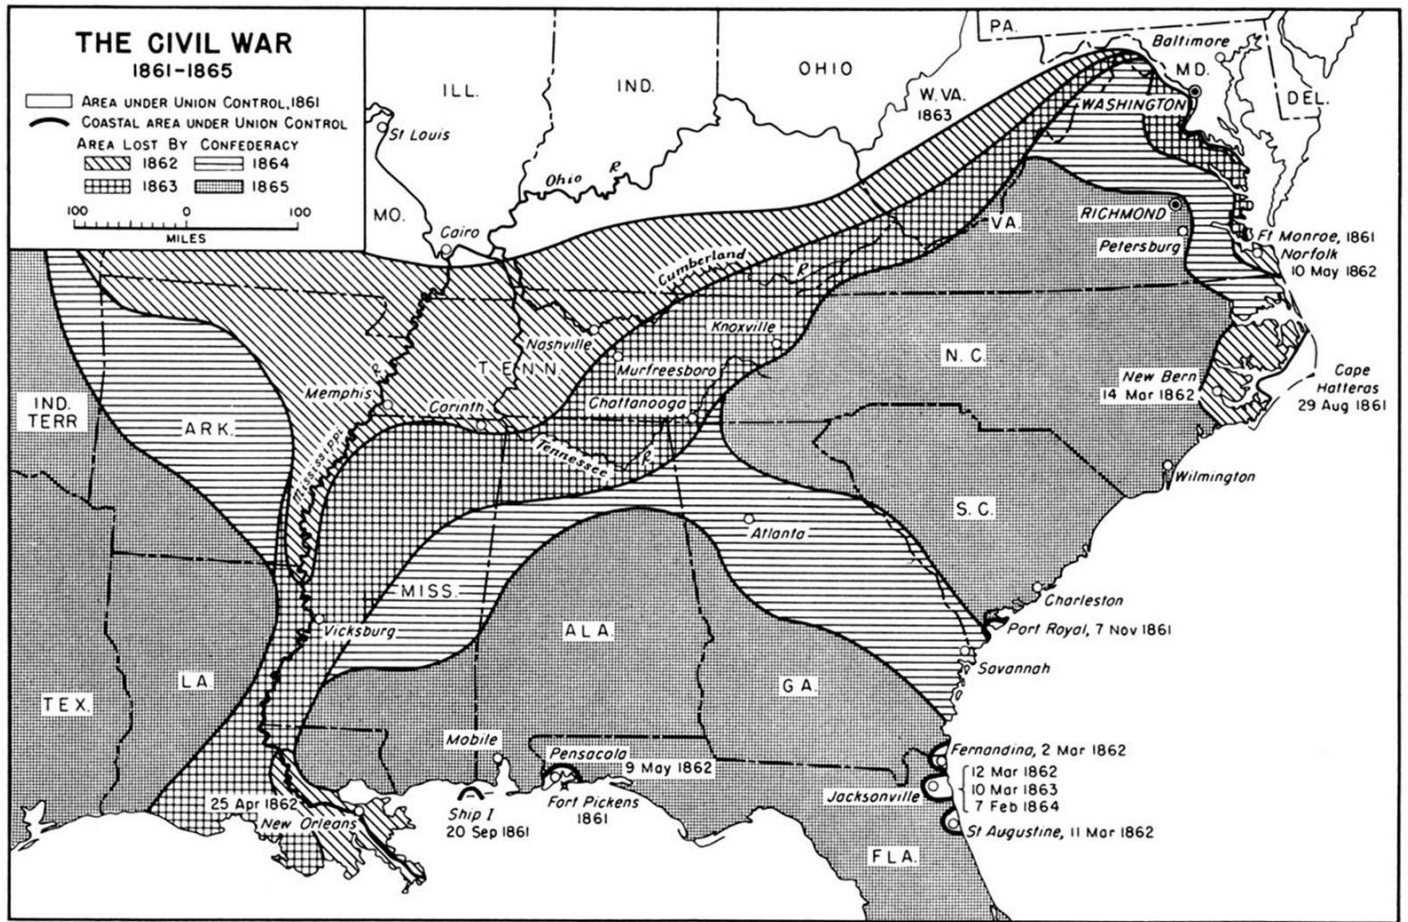 THE CIVIL WAR
1861-1865
AREA UNDER UNION CONTROL, 1861
COASTAL AREA UNDER UNION CONTROL
AREA LOST BY CONFEDERACY
1862
1864
1863
1865
100 0 100
MILES
PA.
Baltimore
MD.
DEL.
OHIO
IND.
ILL.
W. VA.
1863
WASHINGTON
St Louis
Ohio R
MO.
Cairo
VA.
RICHMOND
Petersburg
Ft Monroe, 1861
Norfolk
10 May 1862
Cumberland R
Nashville
Knoxville
TENN.
Murfreesboro
N.C.
New Bern
14 Mar 1862
Cape
Hatteras
29 Aug 1861
IND.
TERR
ARK.
Memphis
Corinth
Chattanooga
Mississippi R
Tennessee R
Wilmington
S.C.
Atlanta
MISS.
Vicksburg
ALA.
Charleston
Port Royal, 7 Nov 1861
Savannah
GA.
LA.
TEX.
Mobile
Pensacola
9 May 1862
Fernandina, 2 Mar 1862
12 Mar 1862
Jacksonville
10 Mar 1863
7 Feb 1864
25 Apr 1862
New Orleans
Ship I
20 Sep 1861
Fort Pickens
1861
St Augustine, 11 Mar 1862
FLA.